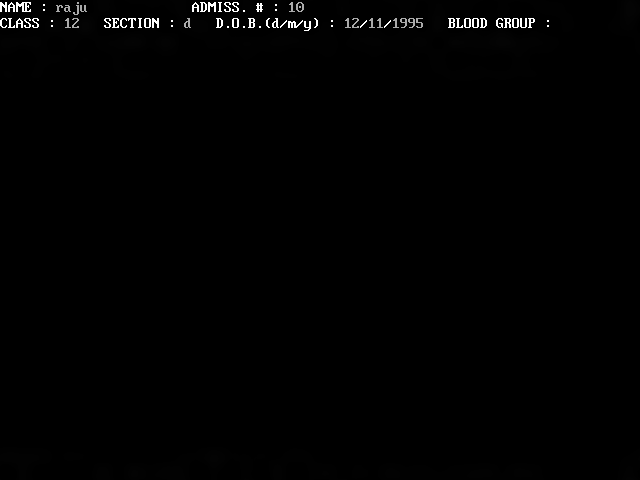 NAME : raju ADMISS. # : 10
CLASS : 12 SECTION : d D.O.B.(d/m/y) : 12/11/1995 BLOOD GROUP :